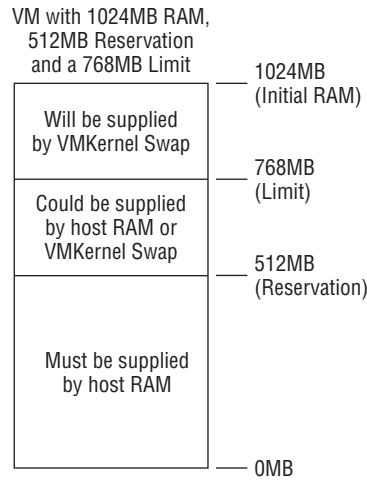 VM with 1024MB RAM,
512MB Reservation
and a 768MB Limit
1024MB
(Initial RAM)
Will be supplied
by VMKernel Swap
768MB
(Limit)
Could be supplied
by host RAM or
VMKernel Swap
512MB
(Reservation)
Must be supplied
by host RAM
0MB